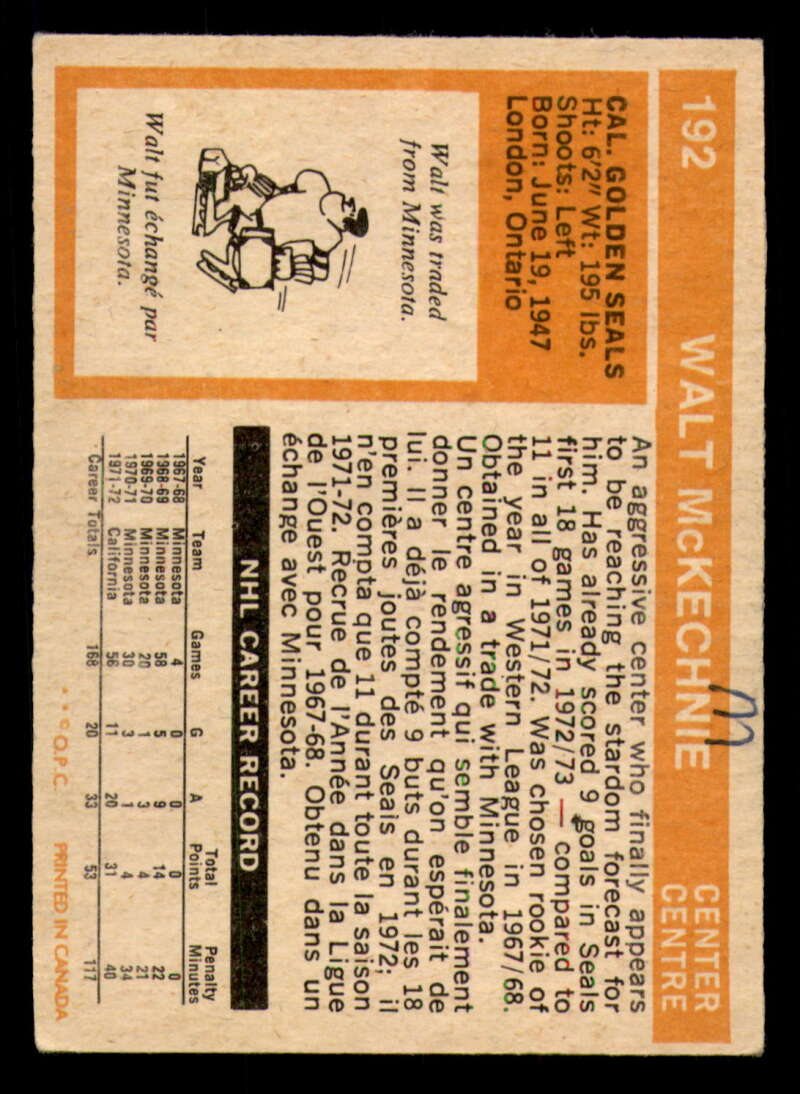 192 WALT McKECHNIE CENTER
CENTRE
m
CAL. GOLDEN SEALS
Ht: 6'2" Wt: 195 lbs.
Shoots: Left
Born: June 19, 1947
London, Ontario
Walt was traded
from Minnesota.
Walt fut échangé par
Minnesota.
An aggressive center who finally appears
to be reaching the stardom forecast for
him. Has already scored 9 goals in Seals
first 18 games in 1972/73 — compared to
11 in all of 1971/72. Was chosen rookie of
the year in Western League in 1967/68.
Obtained in a trade with Minnesota.
Un centre agressif qui semble finalement
donner le rendement qu'on espérait de
lui. Il a déjà compté 9 buts durant les 18
premières joutes des Seals en 1972; il
n'en compta que 11 durant toute la saison
1971-72. Recrue de l'Année dans la Ligue
de l'Ouest pour 1967-68. Obtenu dans un
échange avec Minnesota.
NHL CAREER RECORD
Year Team Games G A Total Points Penalty Minutes
1967-68 Minnesota 4 0 0 0 0
1968-69 Minnesota 58 5 9 14 22
1969-70 Minnesota 20 1 3 4 21
1970-71 Minnesota 30 3 1 4 34
1971-72 California 56 11 20 31 40
Career Totals 168 20 33 53 117
* * © O.P.C. PRINTED IN CANADA